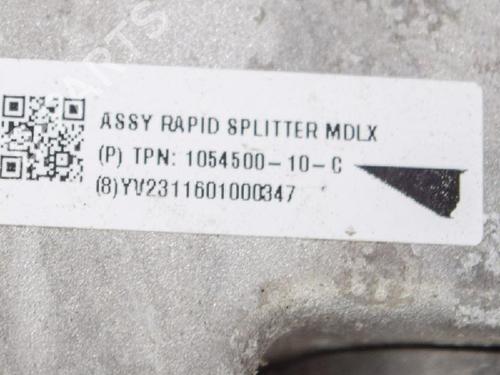 ASSY RAPID SPLITTER MDLX
(P) TPN: 1054500-10-C
(8)YV2311601000347